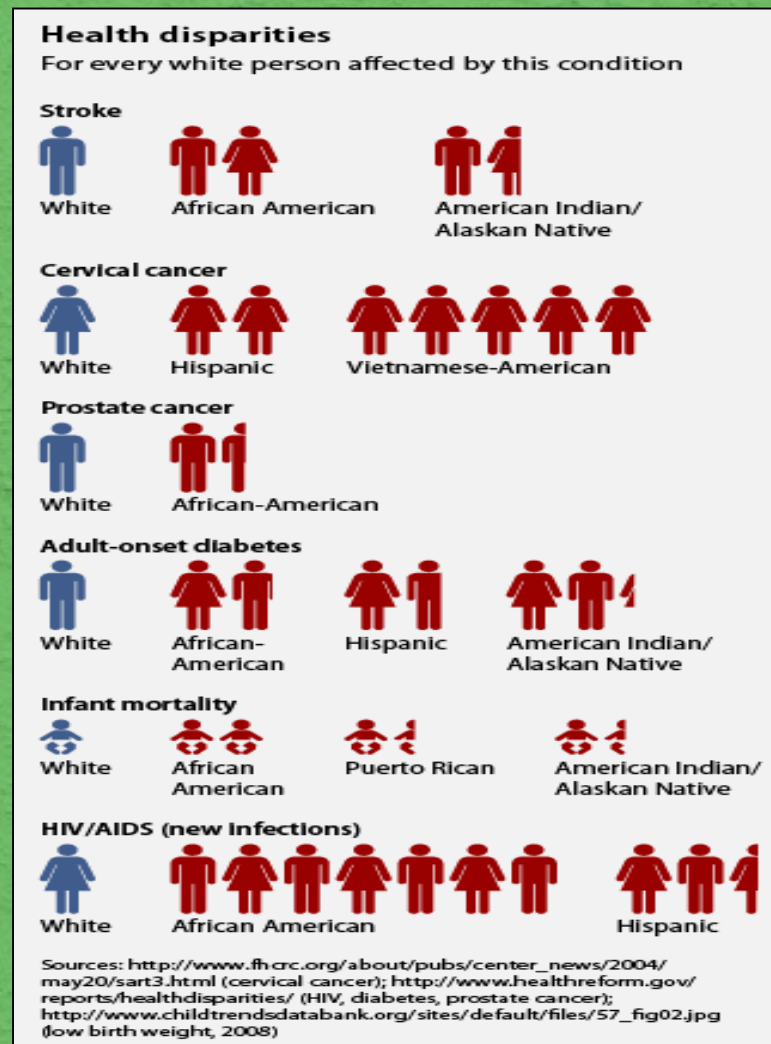 Health disparities
For every white person affected by this condition
Stroke
White African American American Indian/
Alaskan Native
Cervical cancer
White Hispanic Vietnamese-American
Prostate cancer
White African-American
Adult-onset diabetes
White African- Hispanic American Indian/
American Alaskan Native
Infant mortality
White African Puerto Rican American Indian/
American Alaskan Native
HIV/AIDS (new infections)
White African American Hispanic
Sources: http://www.fhcrc.org/about/pubs/center_news/2004/
may20/sart3.html (cervical cancer); http://www.healthreform.gov/
reports/healthdisparities/ (HIV, diabetes, prostate cancer);
http://www.childtrendsdatabank.org/sites/default/files/57_fig02.jpg
(low birth weight, 2008)